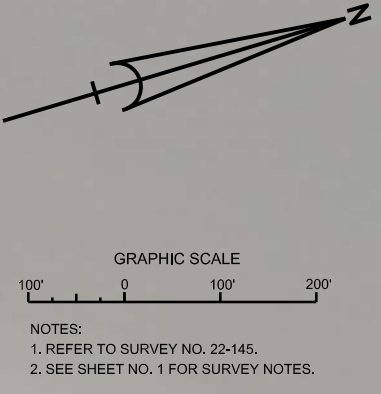 N
GRAPHIC SCALE
100' 0 100' 200'
NOTES:
1. REFER TO SURVEY NO. 22-145.
2. SEE SHEET NO. 1 FOR SURVEY NOTES.